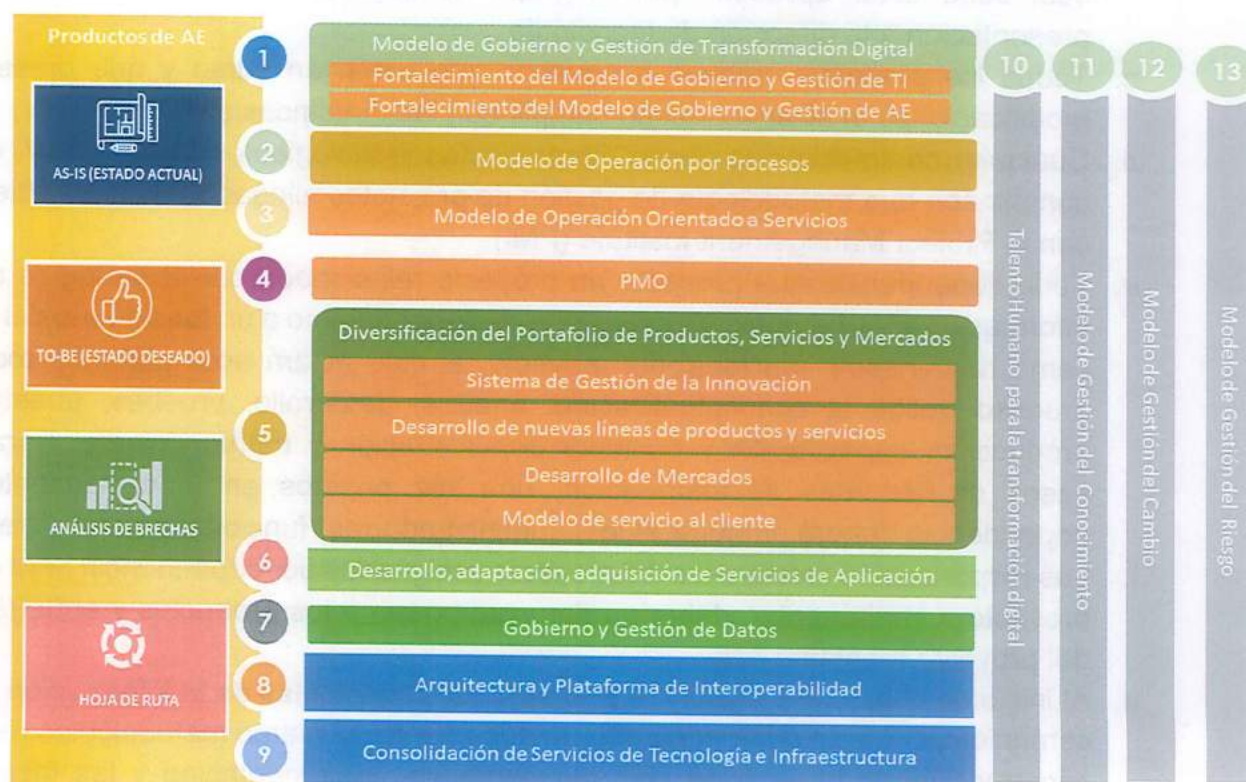 Productos de AE
AS-IS (ESTADO ACTUAL)
TO-BE (ESTADO DESEADO)
ANÁLISIS DE BRECHAS
HOJA DE RUTA
1
Modelo de Gobierno y Gestión de Transformación Digital
Fortalecimiento del Modelo de Gobierno y Gestión de TI
Fortalecimiento del Modelo de Gobierno y Gestión de AE
2
Modelo de Operación por Procesos
3
Modelo de Operación Orientado a Servicios
4
PMO
5
Diversificación del Portafolio de Productos, Servicios y Mercados
Sistema de Gestión de la Innovación
Desarrollo de nuevas líneas de productos y servicios
Desarrollo de Mercados
Modelo de servicio al cliente
6
Desarrollo, adaptación, adquisición de Servicios de Aplicación
7
Gobierno y Gestión de Datos
8
Arquitectura y Plataforma de Interoperabilidad
9
Consolidación de Servicios de Tecnología e Infraestructura
10
Talento Humano para la transformación digital
11
Modelo de Gestión del Conocimiento
12
Modelo de Gestión del Cambio
13
Modelo de Gestión del Riesgo